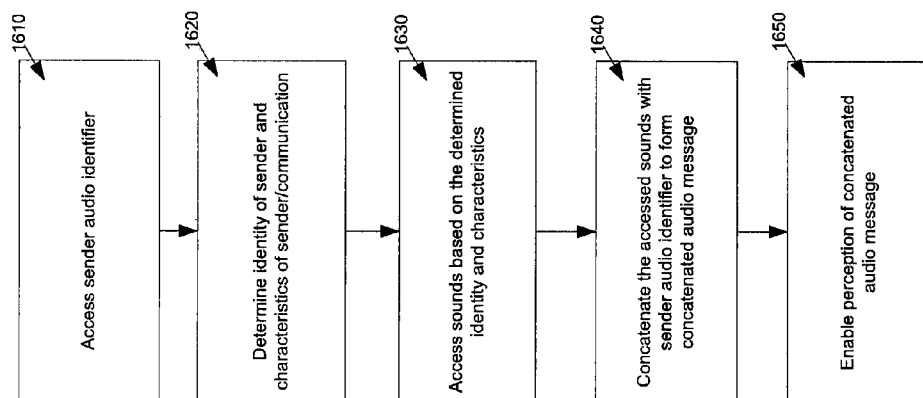 1610
Access sender audio identifier
1620
Determine identity of sender and
characteristics of sender/communication
1630
Access sounds based on the determined
identity and characteristics
1640
Concatenate the accessed sounds with
sender audio identifier to form
concatenated audio message
1650
Enable perception of concatenated
audio message